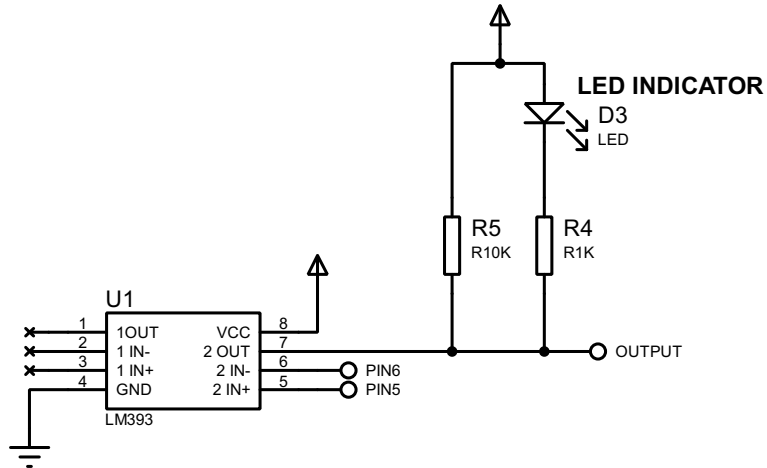 LED INDICATOR
D3
LED
R5
R10K
R4
R1K
U1
1 1OUT VCC 8
2 1 IN- 2 OUT 7 OUTPUT
3 1 IN+ 2 IN- 6 PIN6
4 GND 2 IN+ 5 PIN5
LM393